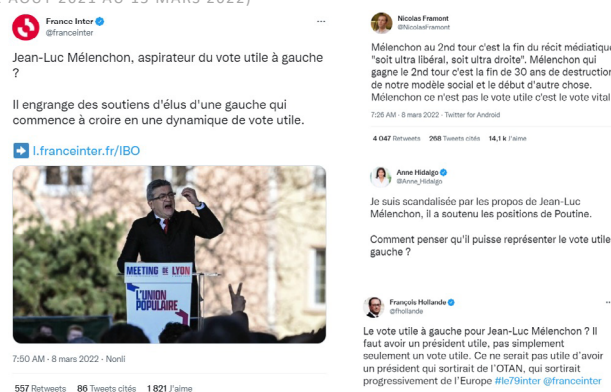 AOÛT 2021 AU 15 MARS 2022)
France Inter
@franceinter
Jean-Luc Mélenchon, aspirateur du vote utile à gauche
?
Il engrange des soutiens d'élus d'une gauche qui
commence à croire en une dynamique de vote utile.
l.franceinter.fr/IBO
MEETING DE LYON
L'UNION
POPULAIRE
7:50 AM · 8 mars 2022 · Nonli
557 Retweets 86 Tweets cités 1 821 J'aime
Nicolas Framont
@NicolasFramont
Mélenchon au 2nd tour c'est la fin du récit médiatique
"soit ultra libéral, soit ultra droite". Mélenchon qui
gagne le 2nd tour c'est la fin de 30 ans de destruction
de notre modèle social et le début d'autre chose.
Mélenchon ce n'est pas le vote utile c'est le vote vital
7:26 AM · 8 mars 2022 · Twitter for Android
4 047 Retweets 268 Tweets cités 14,1 k J'aime
Anne Hidalgo
@Anne_Hidalgo
Je suis scandalisée par les propos de Jean-Luc
Mélenchon, il a soutenu les positions de Poutine.
Comment penser qu'il puisse représenter le vote utile
gauche ?
François Hollande
@fhollande
Le vote utile à gauche pour Jean-Luc Mélenchon ? Il
faut avoir un président utile, pas simplement
seulement un vote utile. Ce ne serait pas utile d'avoir
un président qui sortirait de l'OTAN, qui sortirait
progressivement de l'Europe #le79inter @franceinter